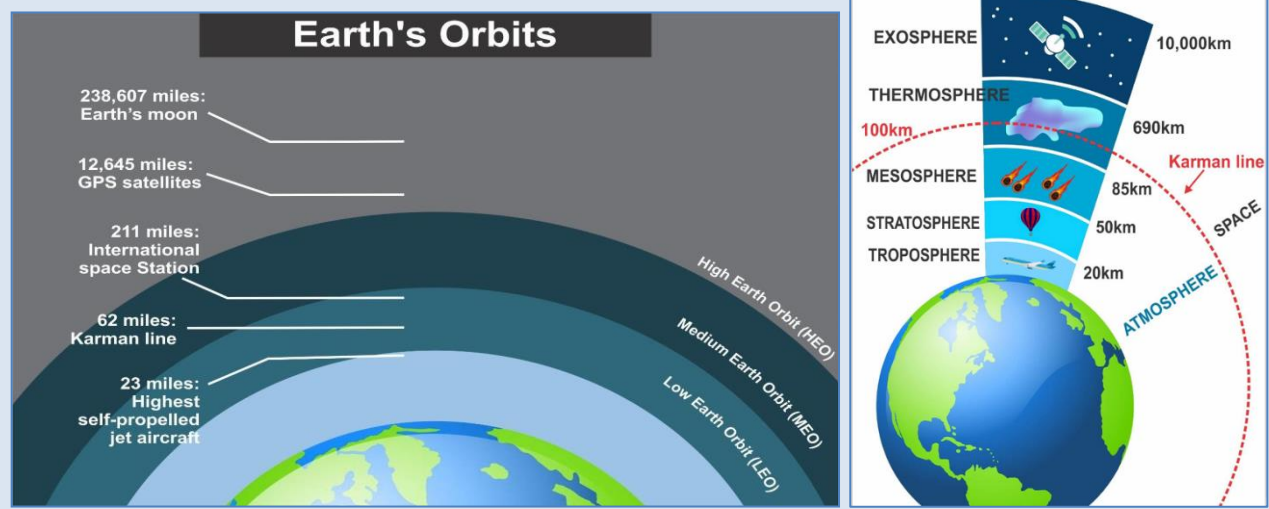 Earth's Orbits
238,607 miles:
Earth's moon
12,645 miles:
GPS satellites
211 miles:
International
space Station
62 miles:
Karman line
23 miles:
Highest
self-propelled
jet aircraft
High Earth Orbit (HEO)
Medium Earth Orbit (MEO)
Low Earth Orbit (LEO)
EXOSPHERE
10,000km
THERMOSPHERE
100km
690km
Karman line
MESOSPHERE
85km
STRATOSPHERE
50km
SPACE
TROPOSPHERE
20km
ATMOSPHERE